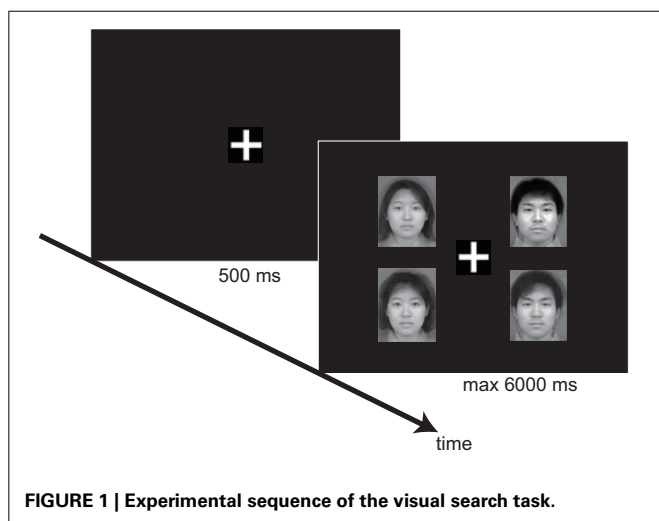 500 ms
max 6000 ms
time
FIGURE 1 | Experimental sequence of the visual search task.